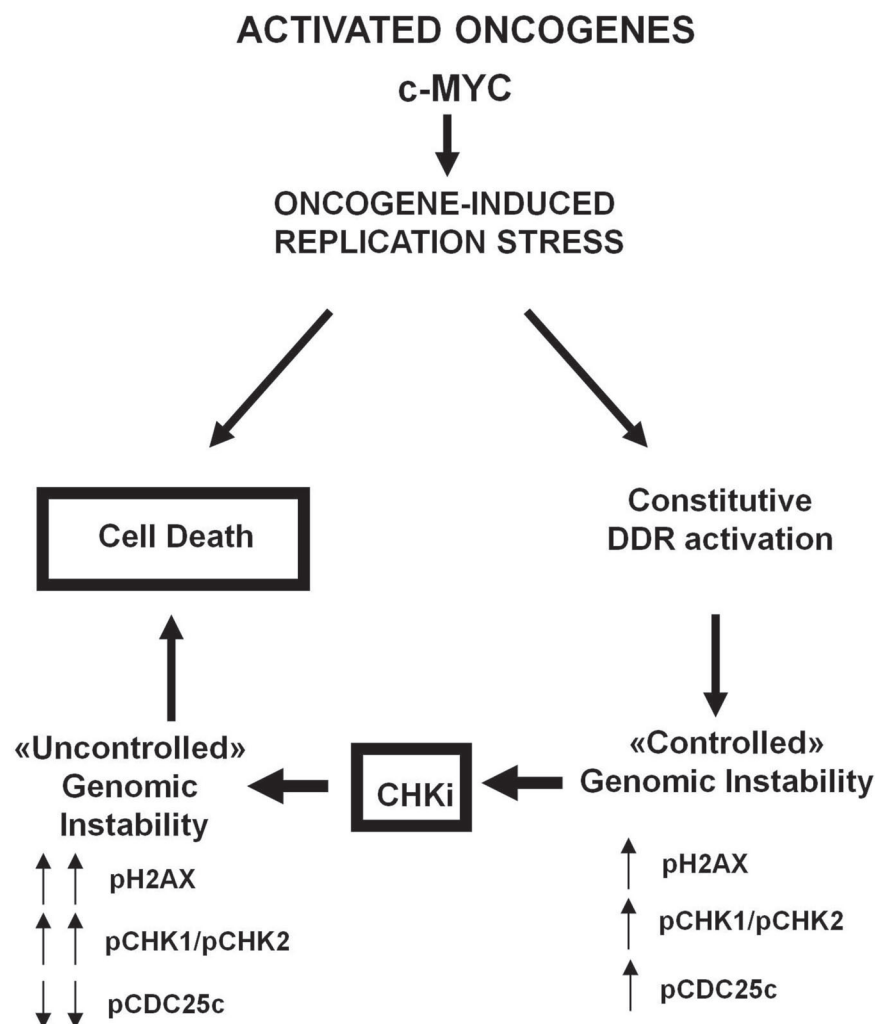 ACTIVATED ONCOGENES
c-MYC
ONCOGENE-INDUCED
REPLICATION STRESS
Cell Death
Constitutive
DDR activation
«Uncontrolled»
Genomic
Instability
CHKi
«Controlled»
Genomic Instability
pH2AX
pCHK1/pCHK2
pCDC25c
pH2AX
pCHK1/pCHK2
pCDC25c